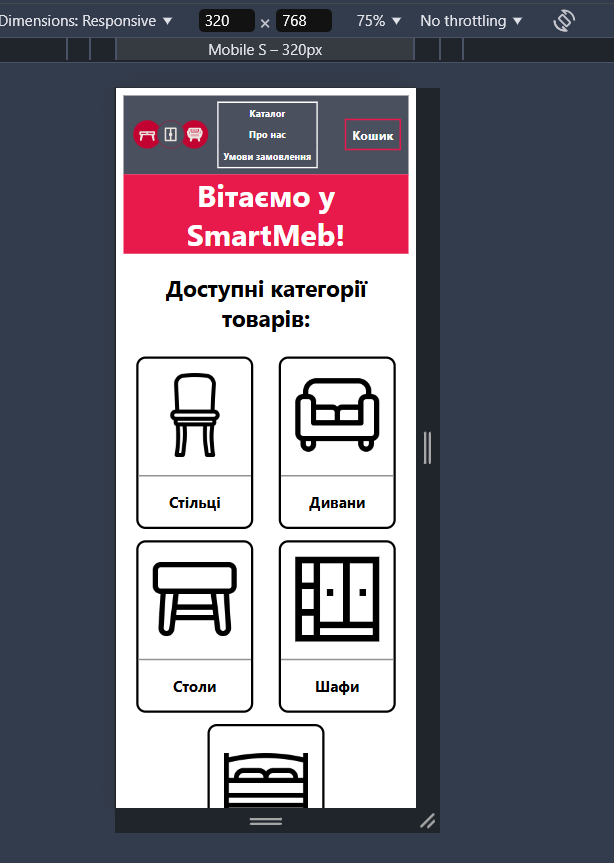 Dimensions: Responsive ▼ 320 × 768 75% ▼ No throttling ▼
Mobile S – 320px
Каталог
Про нас
Умови замовлення
Кошик
Вітаємо у
SmartMeb!
Доступні категорії
товарів:
Стільці Дивани
Столи Шафи